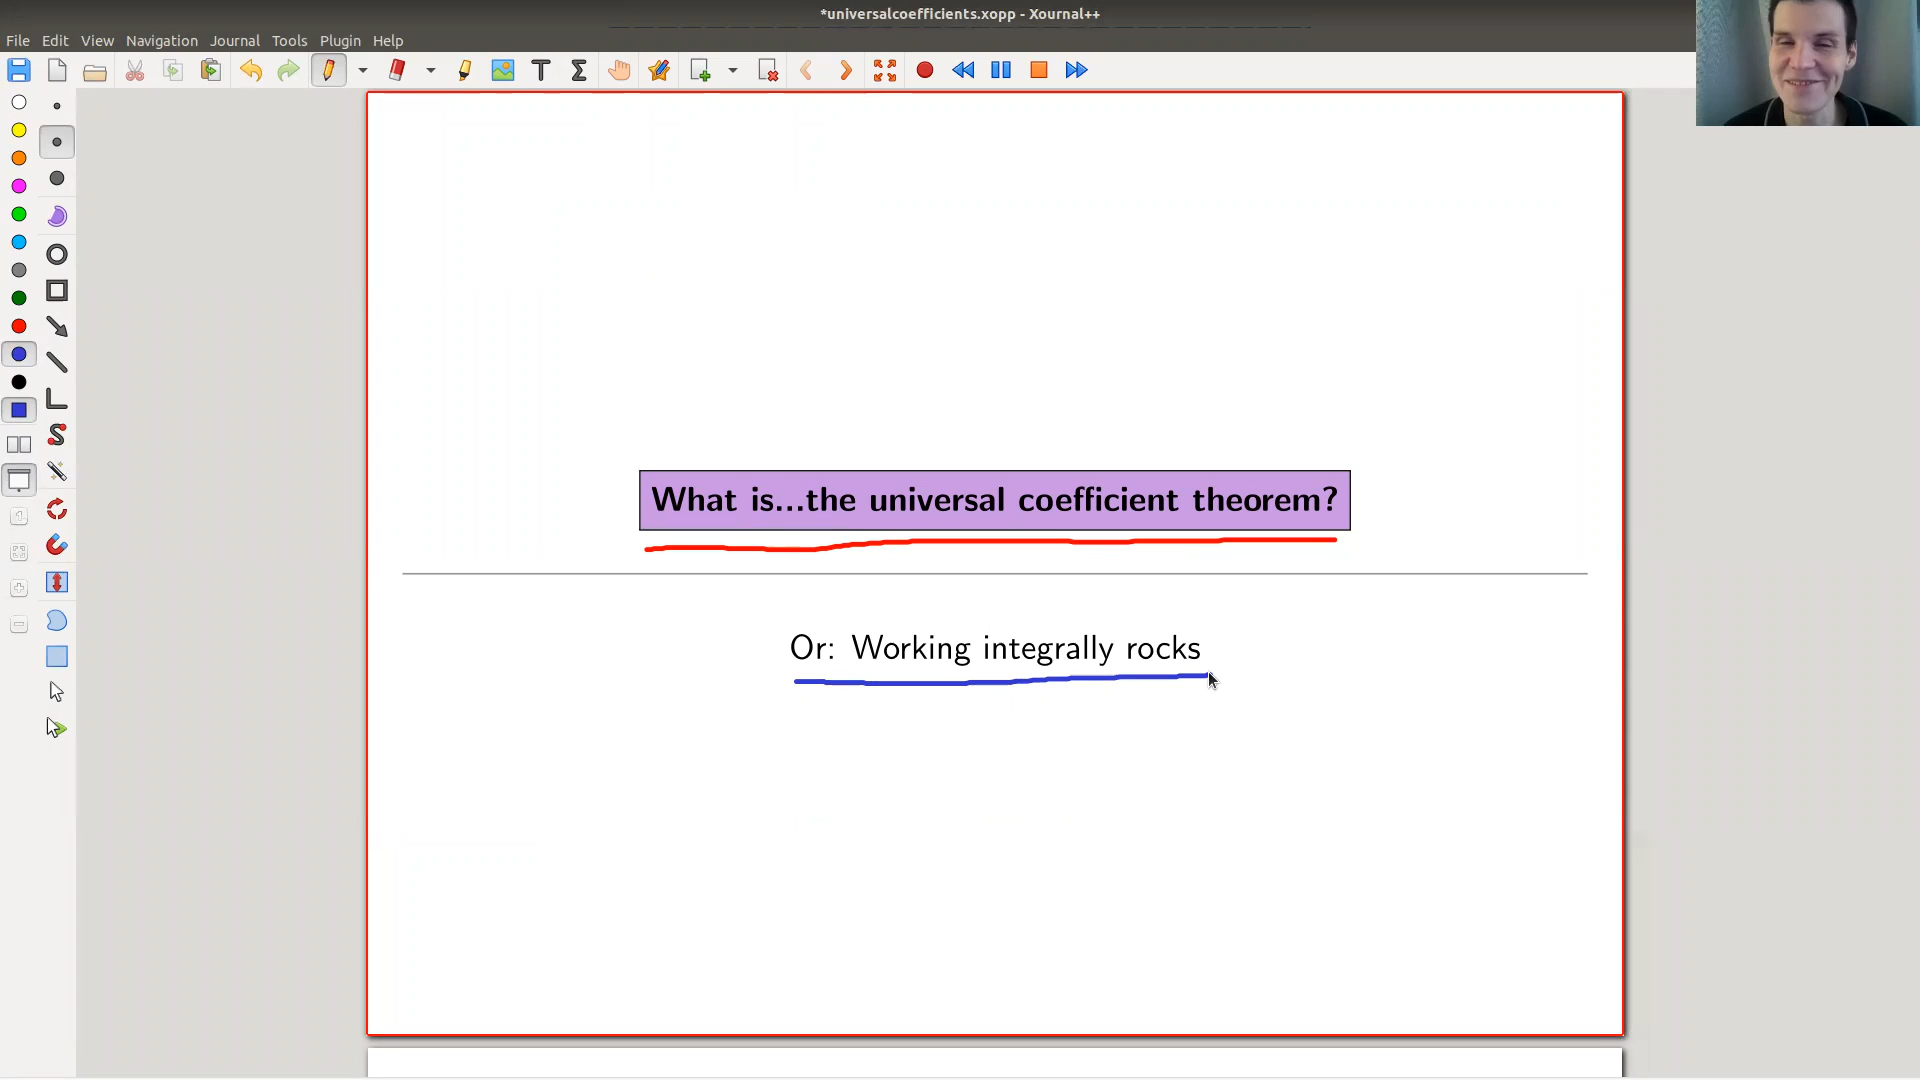 *universalcoefficients.xopp - Xournal++
File Edit View Navigation Journal Tools Plugin Help
What is...the universal coefficient theorem?
Or: Working integrally rocks